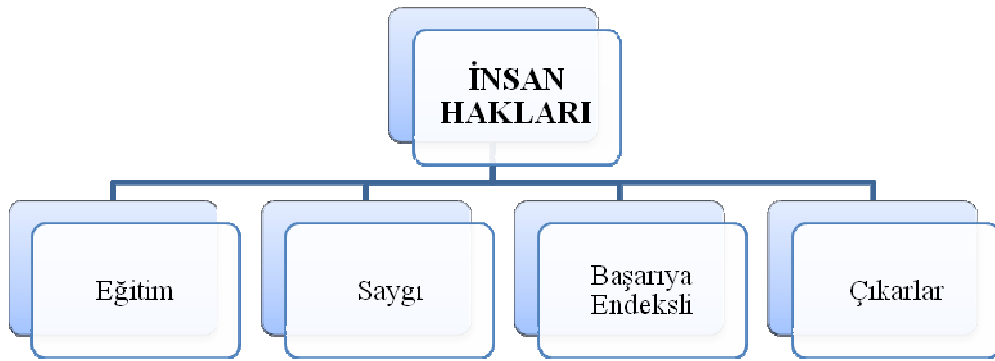 İNSAN
HAKLARI
Eğitim
Saygı
Başarıya
Endeksli
Çıkarlar